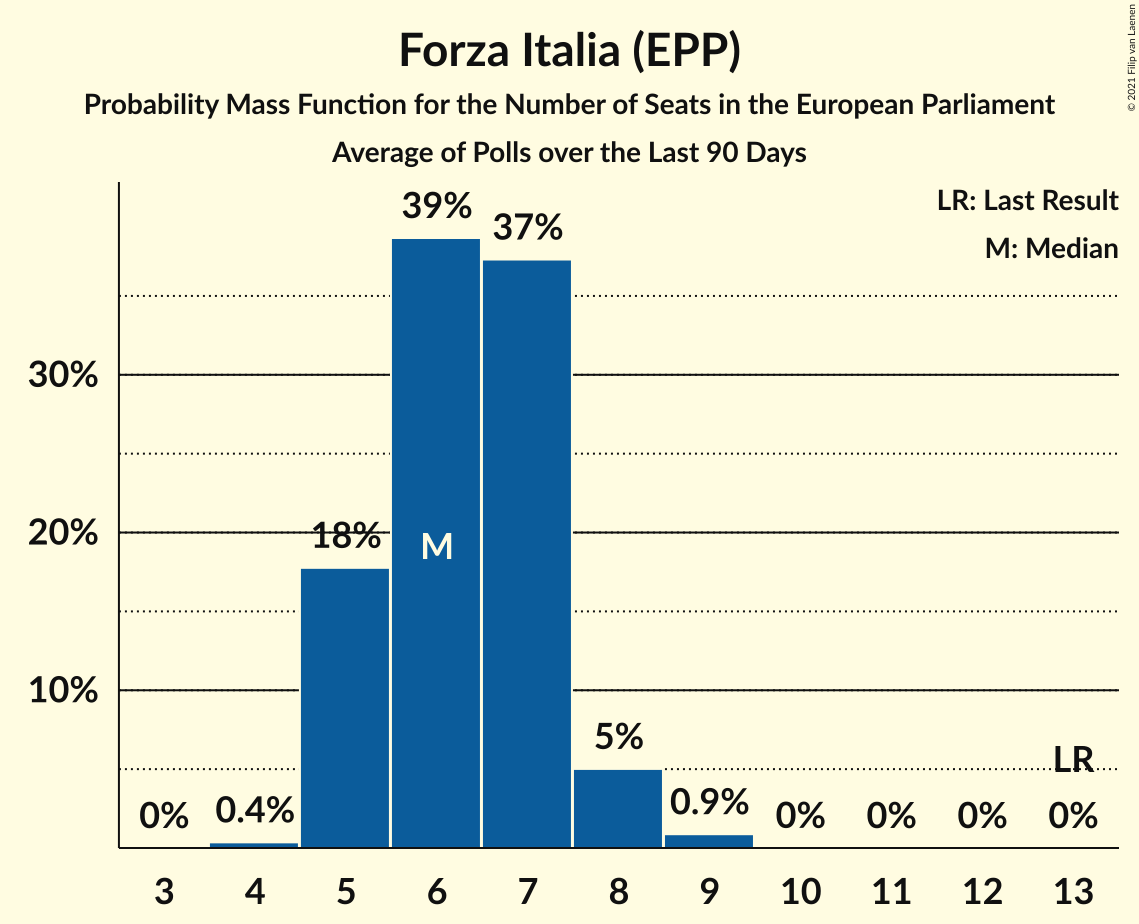 Forza Italia (EPP)
Probability Mass Function for the Number of Seats in the European Parliament
Average of Polls over the Last 90 Days
© 2021 Filip van Laenen
LR: Last Result
M: Median
39%
37%
30%
20%
18%
M
10%
5%
LR
0%
0.4%
0.9%
0%
0%
0%
0%
3 4 5 6 7 8 9 10 11 12 13